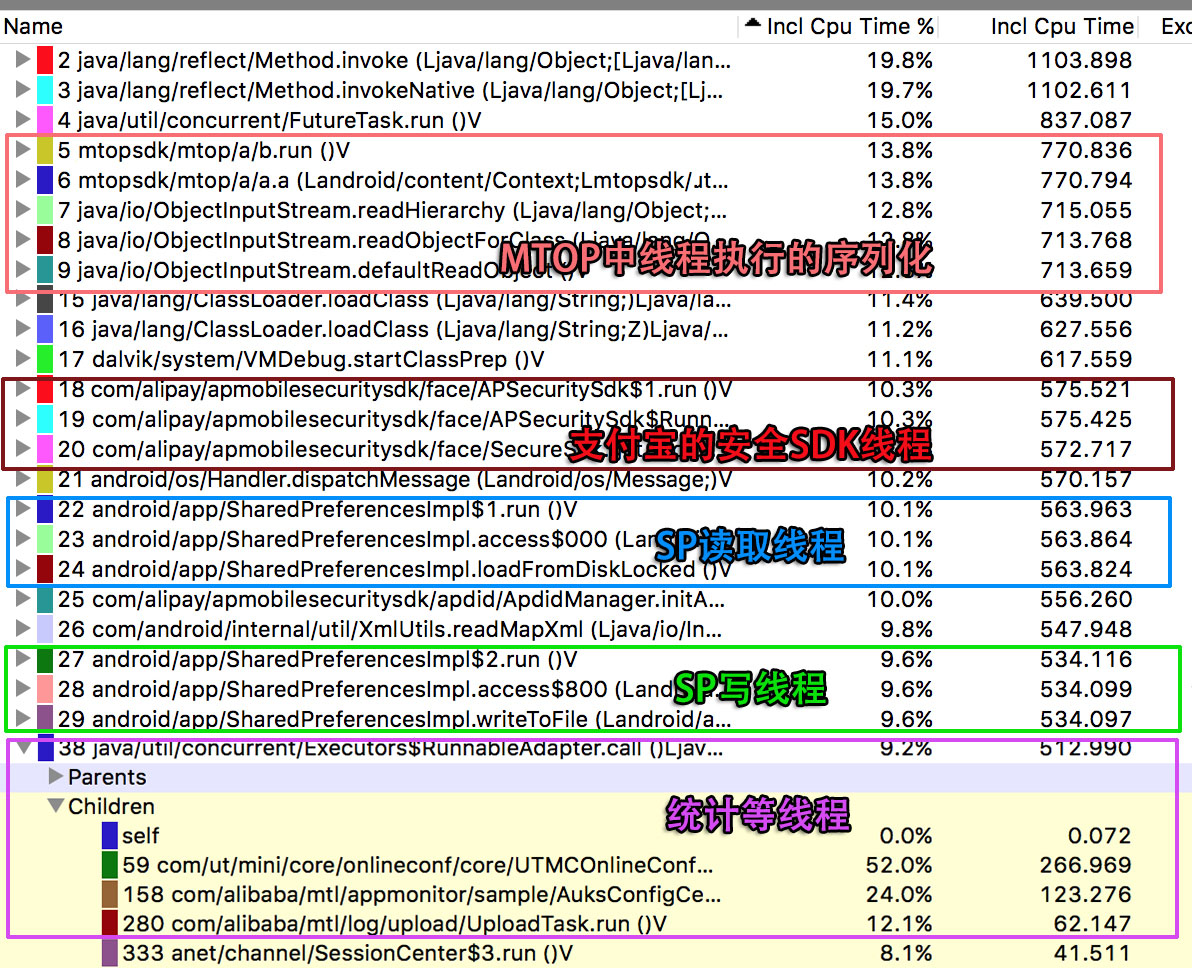 Name Incl Cpu Time % Incl Cpu Time Exc
2 java/lang/reflect/Method.invoke (Ljava/lang/Object;[Ljava/lan... 19.8% 1103.898
3 java/lang/reflect/Method.invokeNative (Ljava/lang/Object;[Lj... 19.7% 1102.611
4 java/util/concurrent/FutureTask.run ()V 15.0% 837.087
5 mtopsdk/mtop/a/b.run ()V 13.8% 770.836
6 mtopsdk/mtop/a/a.a (Landroid/content/Context;Lmtopsdk/.t... 13.8% 770.794
7 java/io/ObjectInputStream.readHierarchy (Ljava/lang/Object;... 12.8% 715.055
8 java/io/ObjectInputStream.readObjectForClass (Ljava/lang/O... 12.8% 713.768
MTOP中线程执行的序列化
9 java/io/ObjectInputStream.defaultReadObject ()V 713.659
15 java/lang/ClassLoader.loadClass (Ljava/lang/String;)Ljava/la... 11.4% 639.500
16 java/lang/ClassLoader.loadClass (Ljava/lang/String;Z)Ljava/... 11.2% 627.556
17 dalvik/system/VMDebug.startClassPrep ()V 11.1% 617.559
18 com/alipay/apmobilesecuritysdk/face/APSecuritySdk$1.run ()V 10.3% 575.521
19 com/alipay/apmobilesecuritysdk/face/APSecuritySdk$Runn... 10.3% 575.425
支付宝的安全SDK线程
20 com/alipay/apmobilesecuritysdk/face/SecureS 572.717
21 android/os/Handler.dispatchMessage (Landroid/os/Message;)V 10.2% 570.157
22 android/app/SharedPreferencesImpl$1.run ()V 10.1% 563.963
23 android/app/SharedPreferencesImpl.access$000 (Lan 10.1% 563.864
SP读取线程
24 android/app/SharedPreferencesImpl.loadFromDiskLocked ()V 10.1% 563.824
25 com/alipay/apmobilesecuritysdk/apdid/ApdidManager.initA... 10.0% 556.260
26 com/android/internal/util/XmlUtils.readMapXml (Ljava/io/In... 9.8% 547.948
27 android/app/SharedPreferencesImpl$2.run ()V 9.6% 534.116
28 android/app/SharedPreferencesImpl.access$800 (Land 9.6% 534.099
SP写线程
29 android/app/SharedPreferencesImpl.writeToFile (Landroid/a... 9.6% 534.097
38 java/util/concurrent/Executors$RunnableAdapter.call ()Ljav... 9.2% 512.990
Parents
Children
统计等线程
self 0.0% 0.072
59 com/ut/mini/core/onlineconf/core/UTMCOnlineConf... 52.0% 266.969
158 com/alibaba/mtl/appmonitor/sample/AuksConfigCe... 24.0% 123.276
280 com/alibaba/mtl/log/upload/UploadTask.run ()V 12.1% 62.147
333 anet/channel/SessionCenter$3.run ()V 8.1% 41.511